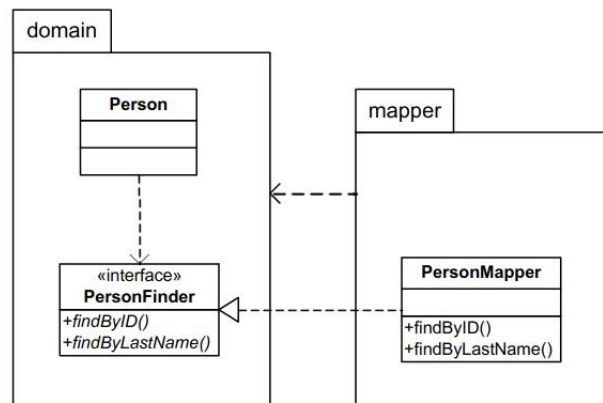 domain
Person
mapper
«interface»
PersonFinder
+findByID()
+findByLastName()
PersonMapper
+findByID()
+findByLastName()